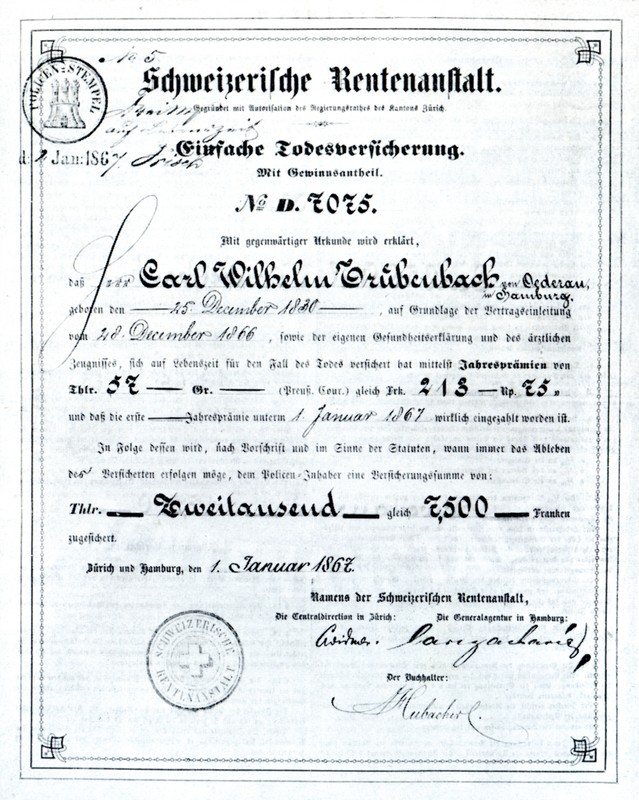 No 5.
POLICEN-STEMPEL
Schweizerische Rentenanstalt.
Gegründet mit Autorisation des Regierungsrathes des Kantons Zürich.
auf
d. 2 Jan: 1867.
Einfache Todesversicherung.
Mit Gewinnantheil.
No D. 7075.
Mit gegenwärtiger Urkunde wird erklärt,
daß Herr Carl Wilhelm Trübenbach von Oederau,
in Hamburg.
geboren den 25. December 1830, auf Grundlage der Vertragseinleitung
vom 28. December 1866, sowie der eigenen Gesundheitserklärung und des ärztlichen
Zeugnisses, sich auf Lebenszeit für den Fall des Todes versichert hat mittelst Jahresprämien von
Thlr. 57 — Gr. — (Preuß. Cour.) gleich Frk. 213 — Rp. 75 "
und daß die erste — Jahresprämie unterm 1. Januar 1867 wirklich eingezahlt worden ist.
In Folge dessen wird, nach Vorschrift und im Sinne der Statuten, wann immer das Ableben
des Versicherten erfolgen möge, dem Policen-Inhaber eine Versicherungssumme von:
Thlr. — Zweitausend — gleich 7,500 — Franken
zugesichert.
Zürich und Hamburg, den 1. Januar 1867.
Namens der Schweizerischen Rentenanstalt,
Die Centraldirection in Zürich: Die Generalagentur in Hamburg:
Der Buchhalter:
SCHWEIZERISCHE RENTENANSTALT